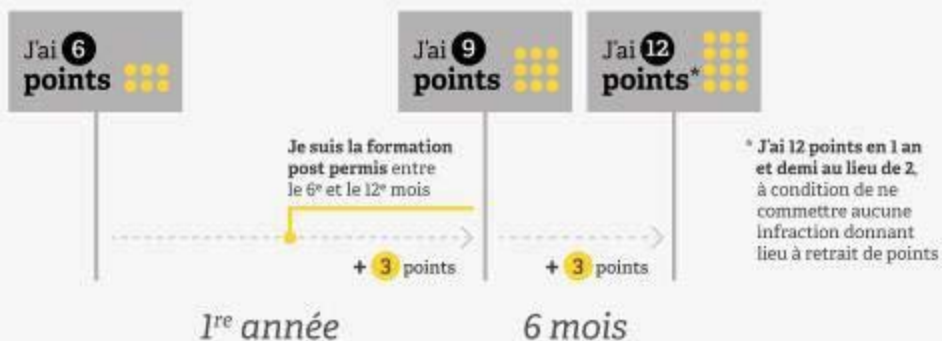 J'ai 6
points
J'ai 9
points
J'ai 12
points*
Je suis la formation
post permis entre
le 6e et le 12e mois
* J'ai 12 points en 1 an
et demi au lieu de 2,
à condition de ne
commettre aucune
infraction donnant
lieu à retrait de points
+ 3 points
+ 3 points
1re année
6 mois